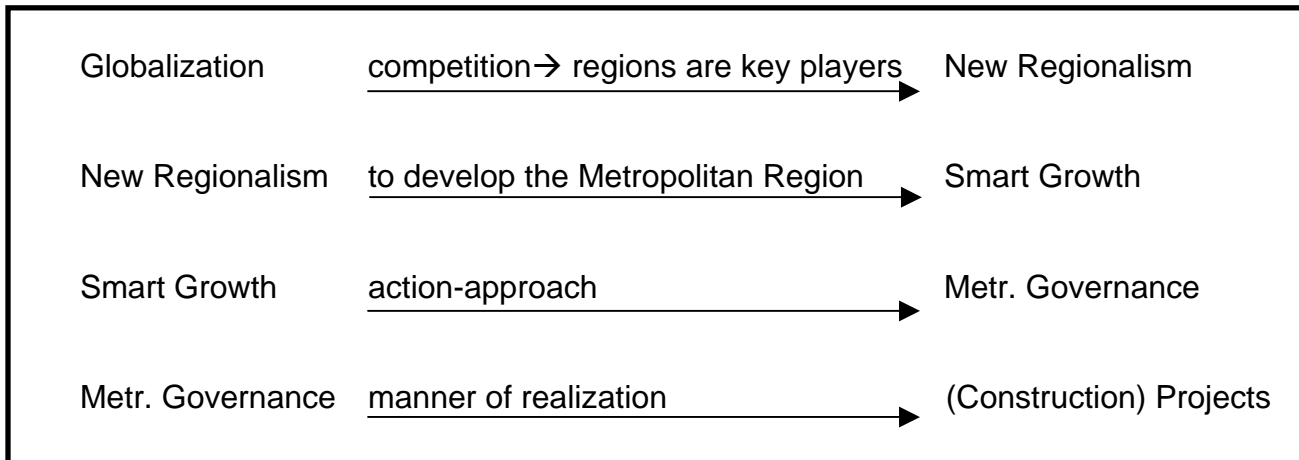 Globalization competition→ regions are key players New Regionalism
New Regionalism to develop the Metropolitan Region Smart Growth
Smart Growth action-approach Metr. Governance
Metr. Governance manner of realization (Construction) Projects